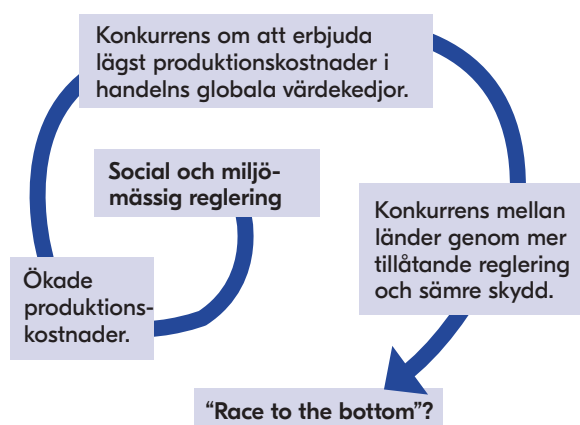 Konkurrens om att erbjuda
lägst produktionskostnader i
handelns globala värdekedjor.
Social och miljö-
mässig reglering
Konkurrens mellan
länder genom mer
tillåtande reglering
och sämre skydd.
Ökade
produktions-
kostnader.
“Race to the bottom”?